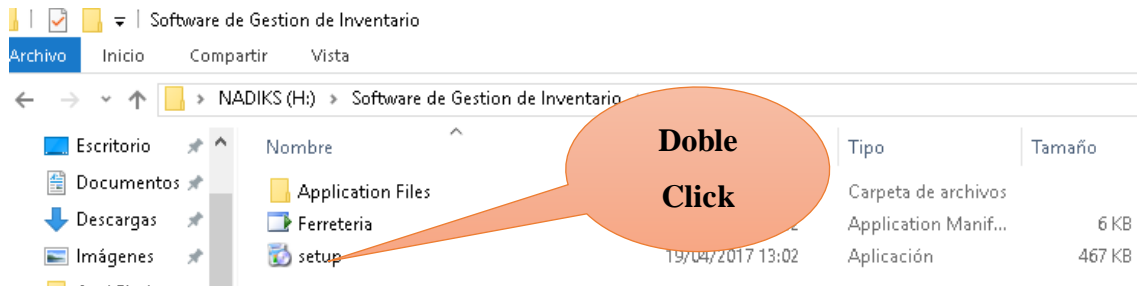 Software de Gestion de Inventario
Archivo Inicio Compartir Vista
NADIKS (H:) > Software de Gestion de Inventario
Escritorio
Documentos
Descargas
Imágenes
Nombre Tipo Tamaño
Application Files Carpeta de archivos
Ferreteria Application Manif... 6 KB
setup 19/04/2017 13:02 Aplicación 467 KB
Doble
Click